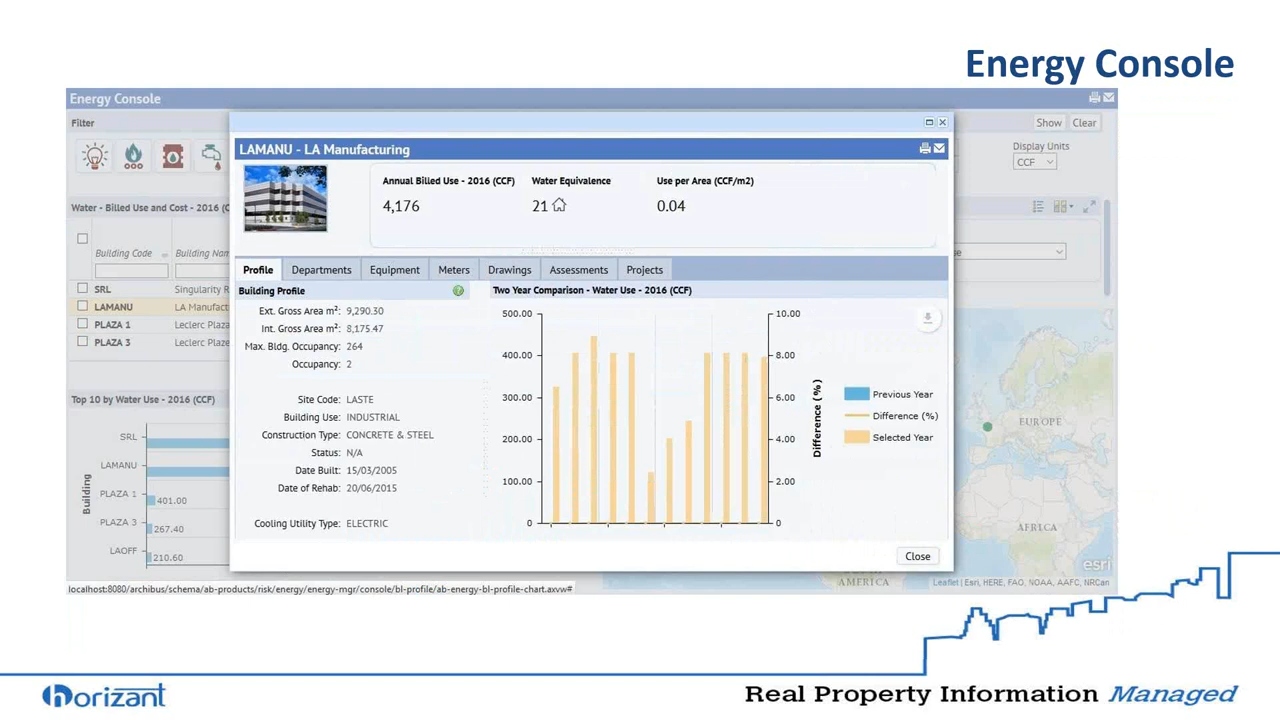 Energy Console
Energy Console
Filter
Show Clear
Display Units
CCF
Water - Billed Use and Cost - 2016 (C
Building Code Building Nam
SRL Singularity R
LAMANU LA Manufact
PLAZA 1 Leclerc Plaza
PLAZA 3 Leclerc Plaze
Top 10 by Water Use - 2016 (CCF)
Building
SRL
LAMANU
PLAZA 1 401.00
PLAZA 3 267.40
LAOFF 210.60
LAMANU - LA Manufacturing
Annual Billed Use - 2016 (CCF) Water Equivalence Use per Area (CCF/m2)
4,176 21 0.04
Profile Departments Equipment Meters Drawings Assessments Projects
Building Profile
Ext. Gross Area m²: 9,290.30
Int. Gross Area m²: 8,175.47
Max. Bldg. Occupancy: 264
Occupancy: 2
Site Code: LASTE
Building Use: INDUSTRIAL
Construction Type: CONCRETE & STEEL
Status: N/A
Date Built: 15/03/2005
Date of Rehab: 20/06/2015
Cooling Utility Type: ELECTRIC
Two Year Comparison - Water Use - 2016 (CCF)
500.00 10.00
400.00 8.00
300.00 6.00
200.00 4.00
100.00 2.00
0 0
Difference (%)
Previous Year
Difference (%)
Selected Year
Close
EUROPE
AFRICA
AMERICA
esri
Leaflet | Esri, HERE, FAO, NOAA, AAFC, NRCan
localhost:8080/archibus/schema/ab-products/risk/energy/energy-mgr/console/bl-profile/ab-energy-bl-profile-chart.axvw#
horizant
Real Property Information Managed